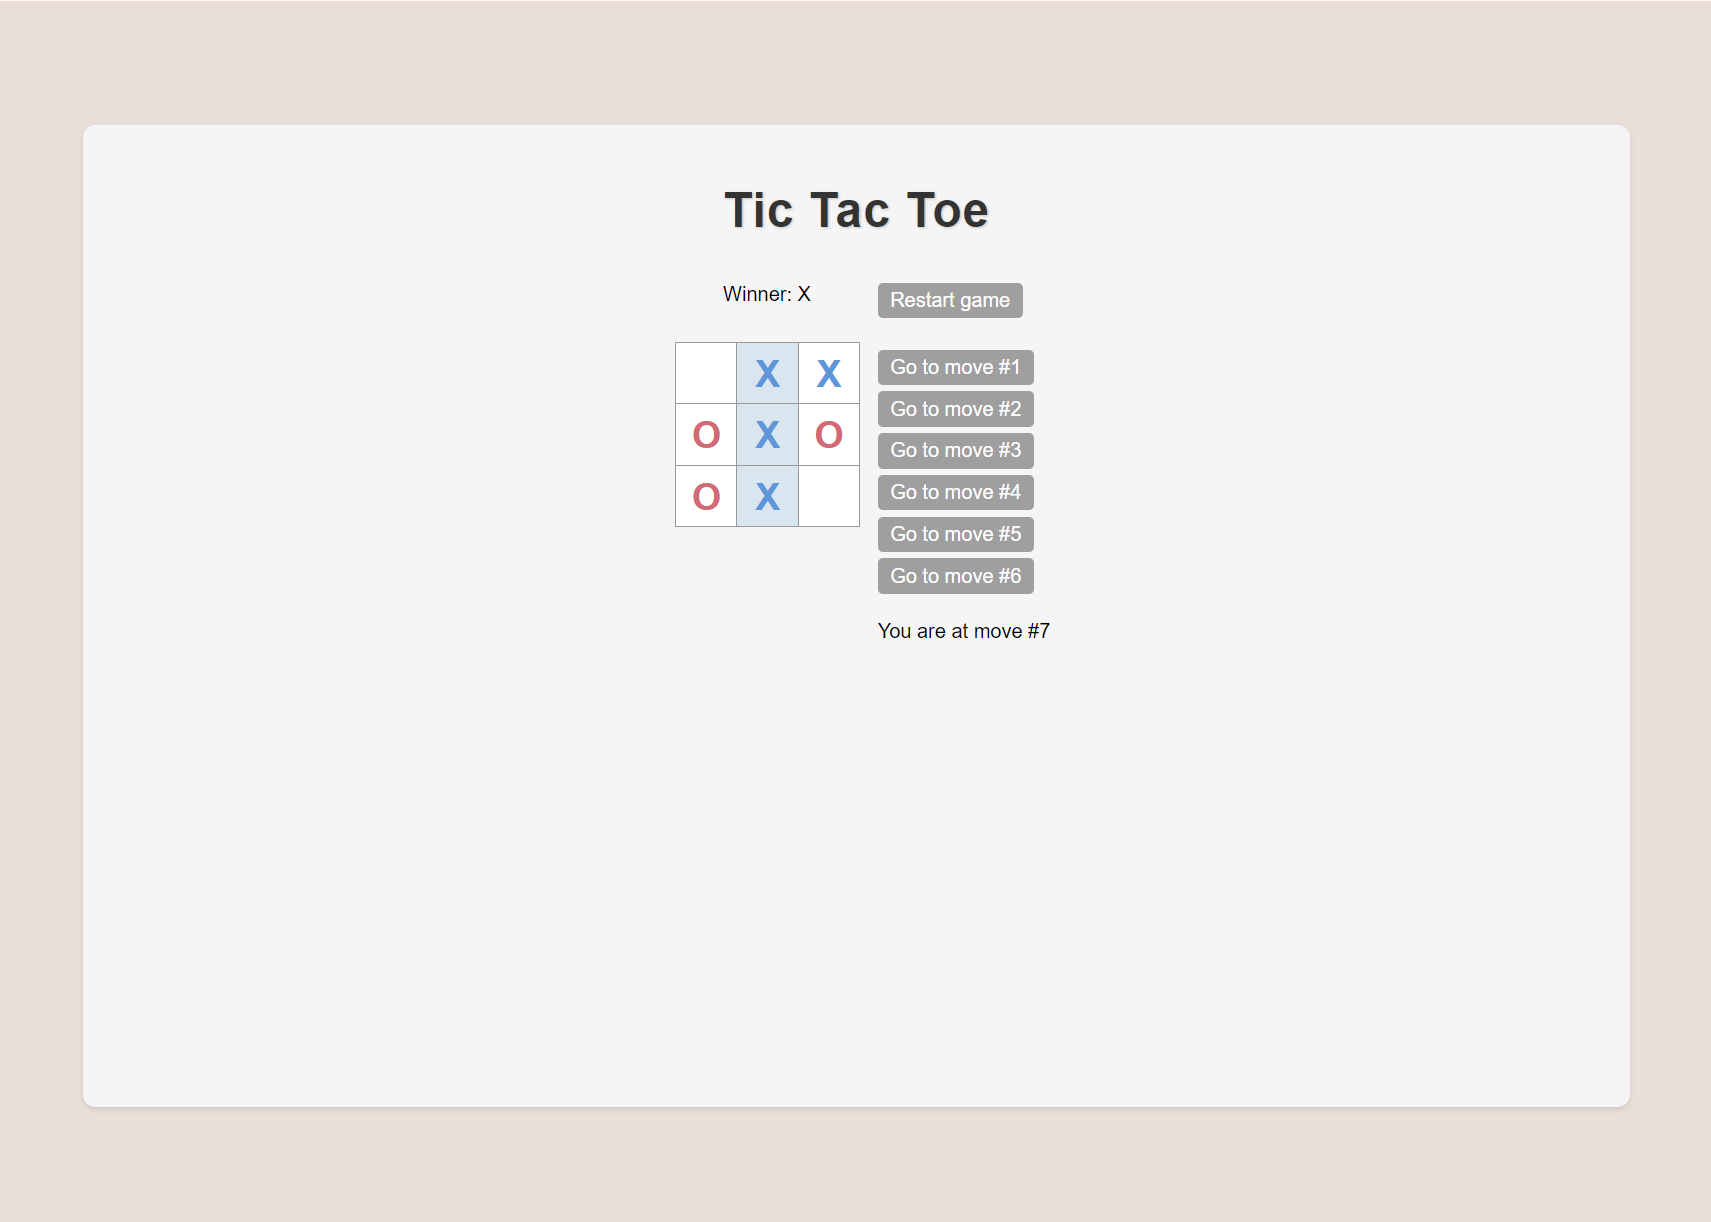 Tic Tac Toe
Winner: X
Restart game
X X
O X O
O X
Go to move #1
Go to move #2
Go to move #3
Go to move #4
Go to move #5
Go to move #6
You are at move #7